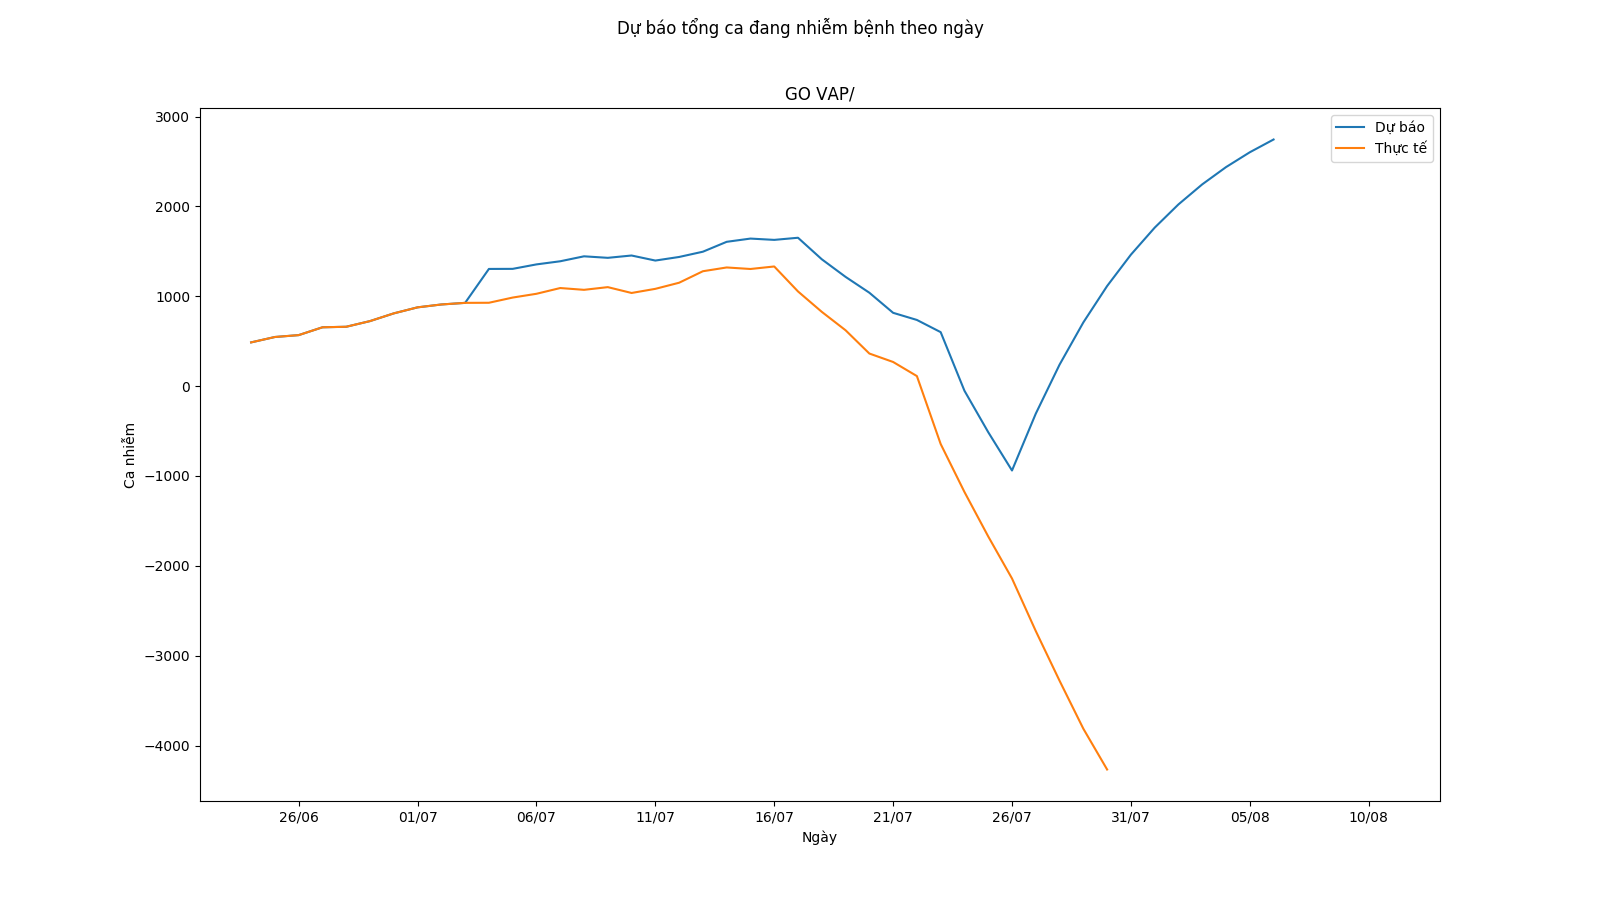 Dự báo tổng ca đang nhiễm bệnh theo ngày
GO VAP/
Dự báo
Thực tế
3000
2000
1000
0
−1000
−2000
−3000
−4000
Ca nhiễm
26/06 01/07 06/07 11/07 16/07 21/07 26/07 31/07 05/08 10/08
Ngày